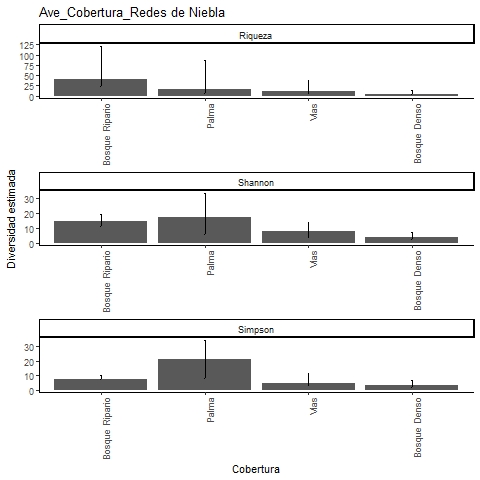 Ave_Cobertura_Redes de Niebla
Riqueza
125
100
75
50
25
0
Bosque Ripario
Palma
Vias
Bosque Denso
Diversidad estimada
Shannon
30
20
10
0
Bosque Ripario
Palma
Vias
Bosque Denso
Simpson
30
20
10
0
Bosque Ripario
Palma
Vias
Bosque Denso
Cobertura